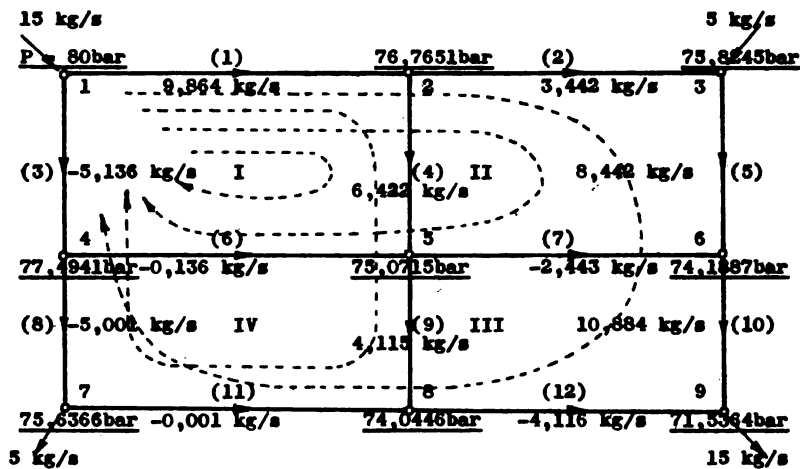 15 kg/s 5 kg/s
P = 80bar (1) 76,7651bar (2) 75,8245bar
1 9,864 kg/s 2 3,442 kg/s 3
(3) -5,136 kg/s I (4) II 8,442 kg/s (5)
6,422 kg/s
4 (6) 5 (7) 6
77,4941bar -0,136 kg/s 75,0715bar -2,443 kg/s 74,1887bar
(8) -5,001 kg/s IV (9) III 10,884 kg/s (10)
4,115 kg/s
7 (11) 8 (12) 9
75,6366bar -0,001 kg/s 74,0446bar -4,116 kg/s 71,5364bar
5 kg/s 15 kg/s